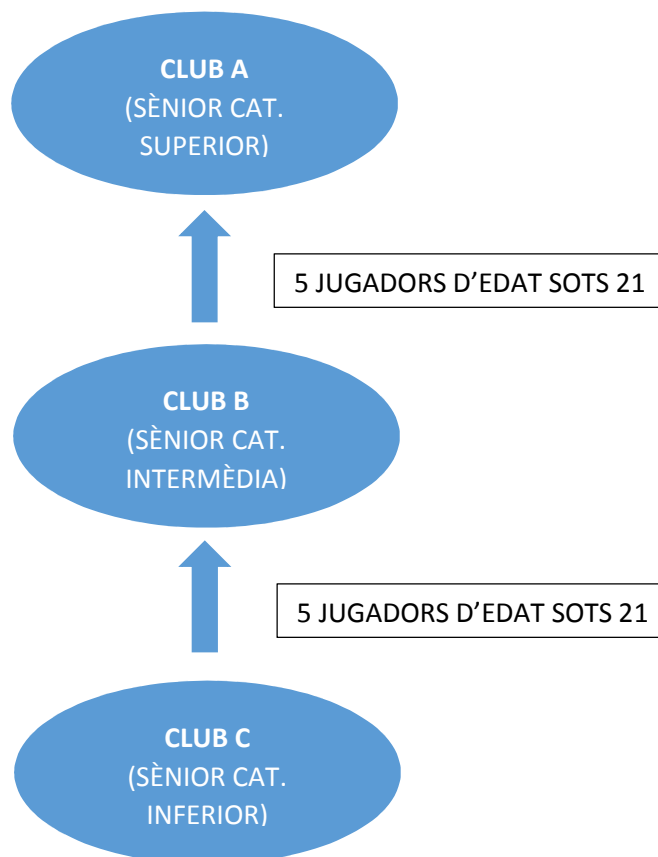 CLUB A
(SÈNIOR CAT.
SUPERIOR)
5 JUGADORS D'EDAT SOTS 21
CLUB B
(SÈNIOR CAT.
INTERMÈDIA)
5 JUGADORS D'EDAT SOTS 21
CLUB C
(SÈNIOR CAT.
INFERIOR)